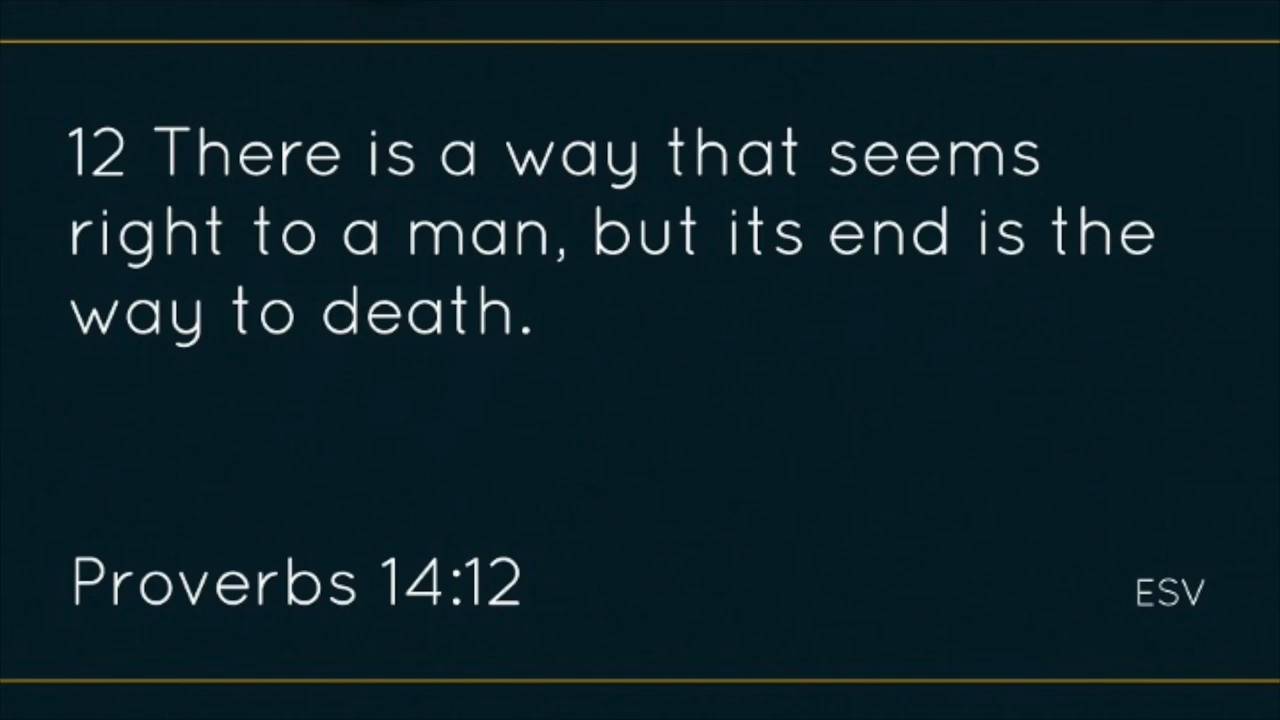 12 There is a way that seems
right to a man, but its end is the
way to death.
Proverbs 14:12
ESV